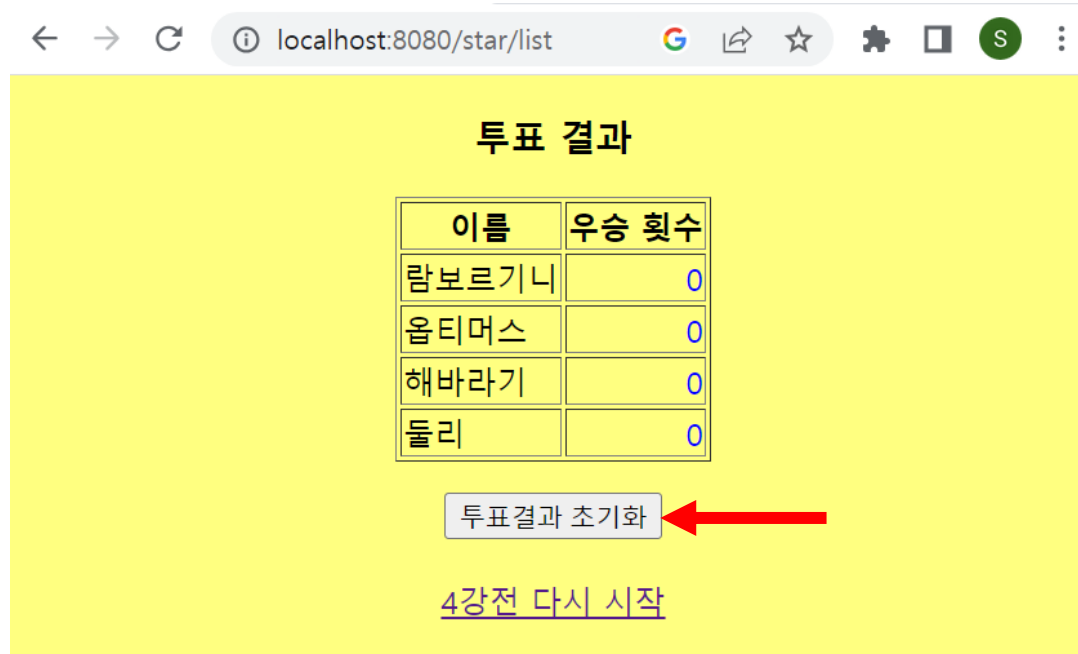 localhost:8080/star/list
S
투표 결과
이름 우승 횟수
람보르기니 0
옵티머스 0
해바라기 0
둘리 0
투표결과 초기화
4강전 다시 시작